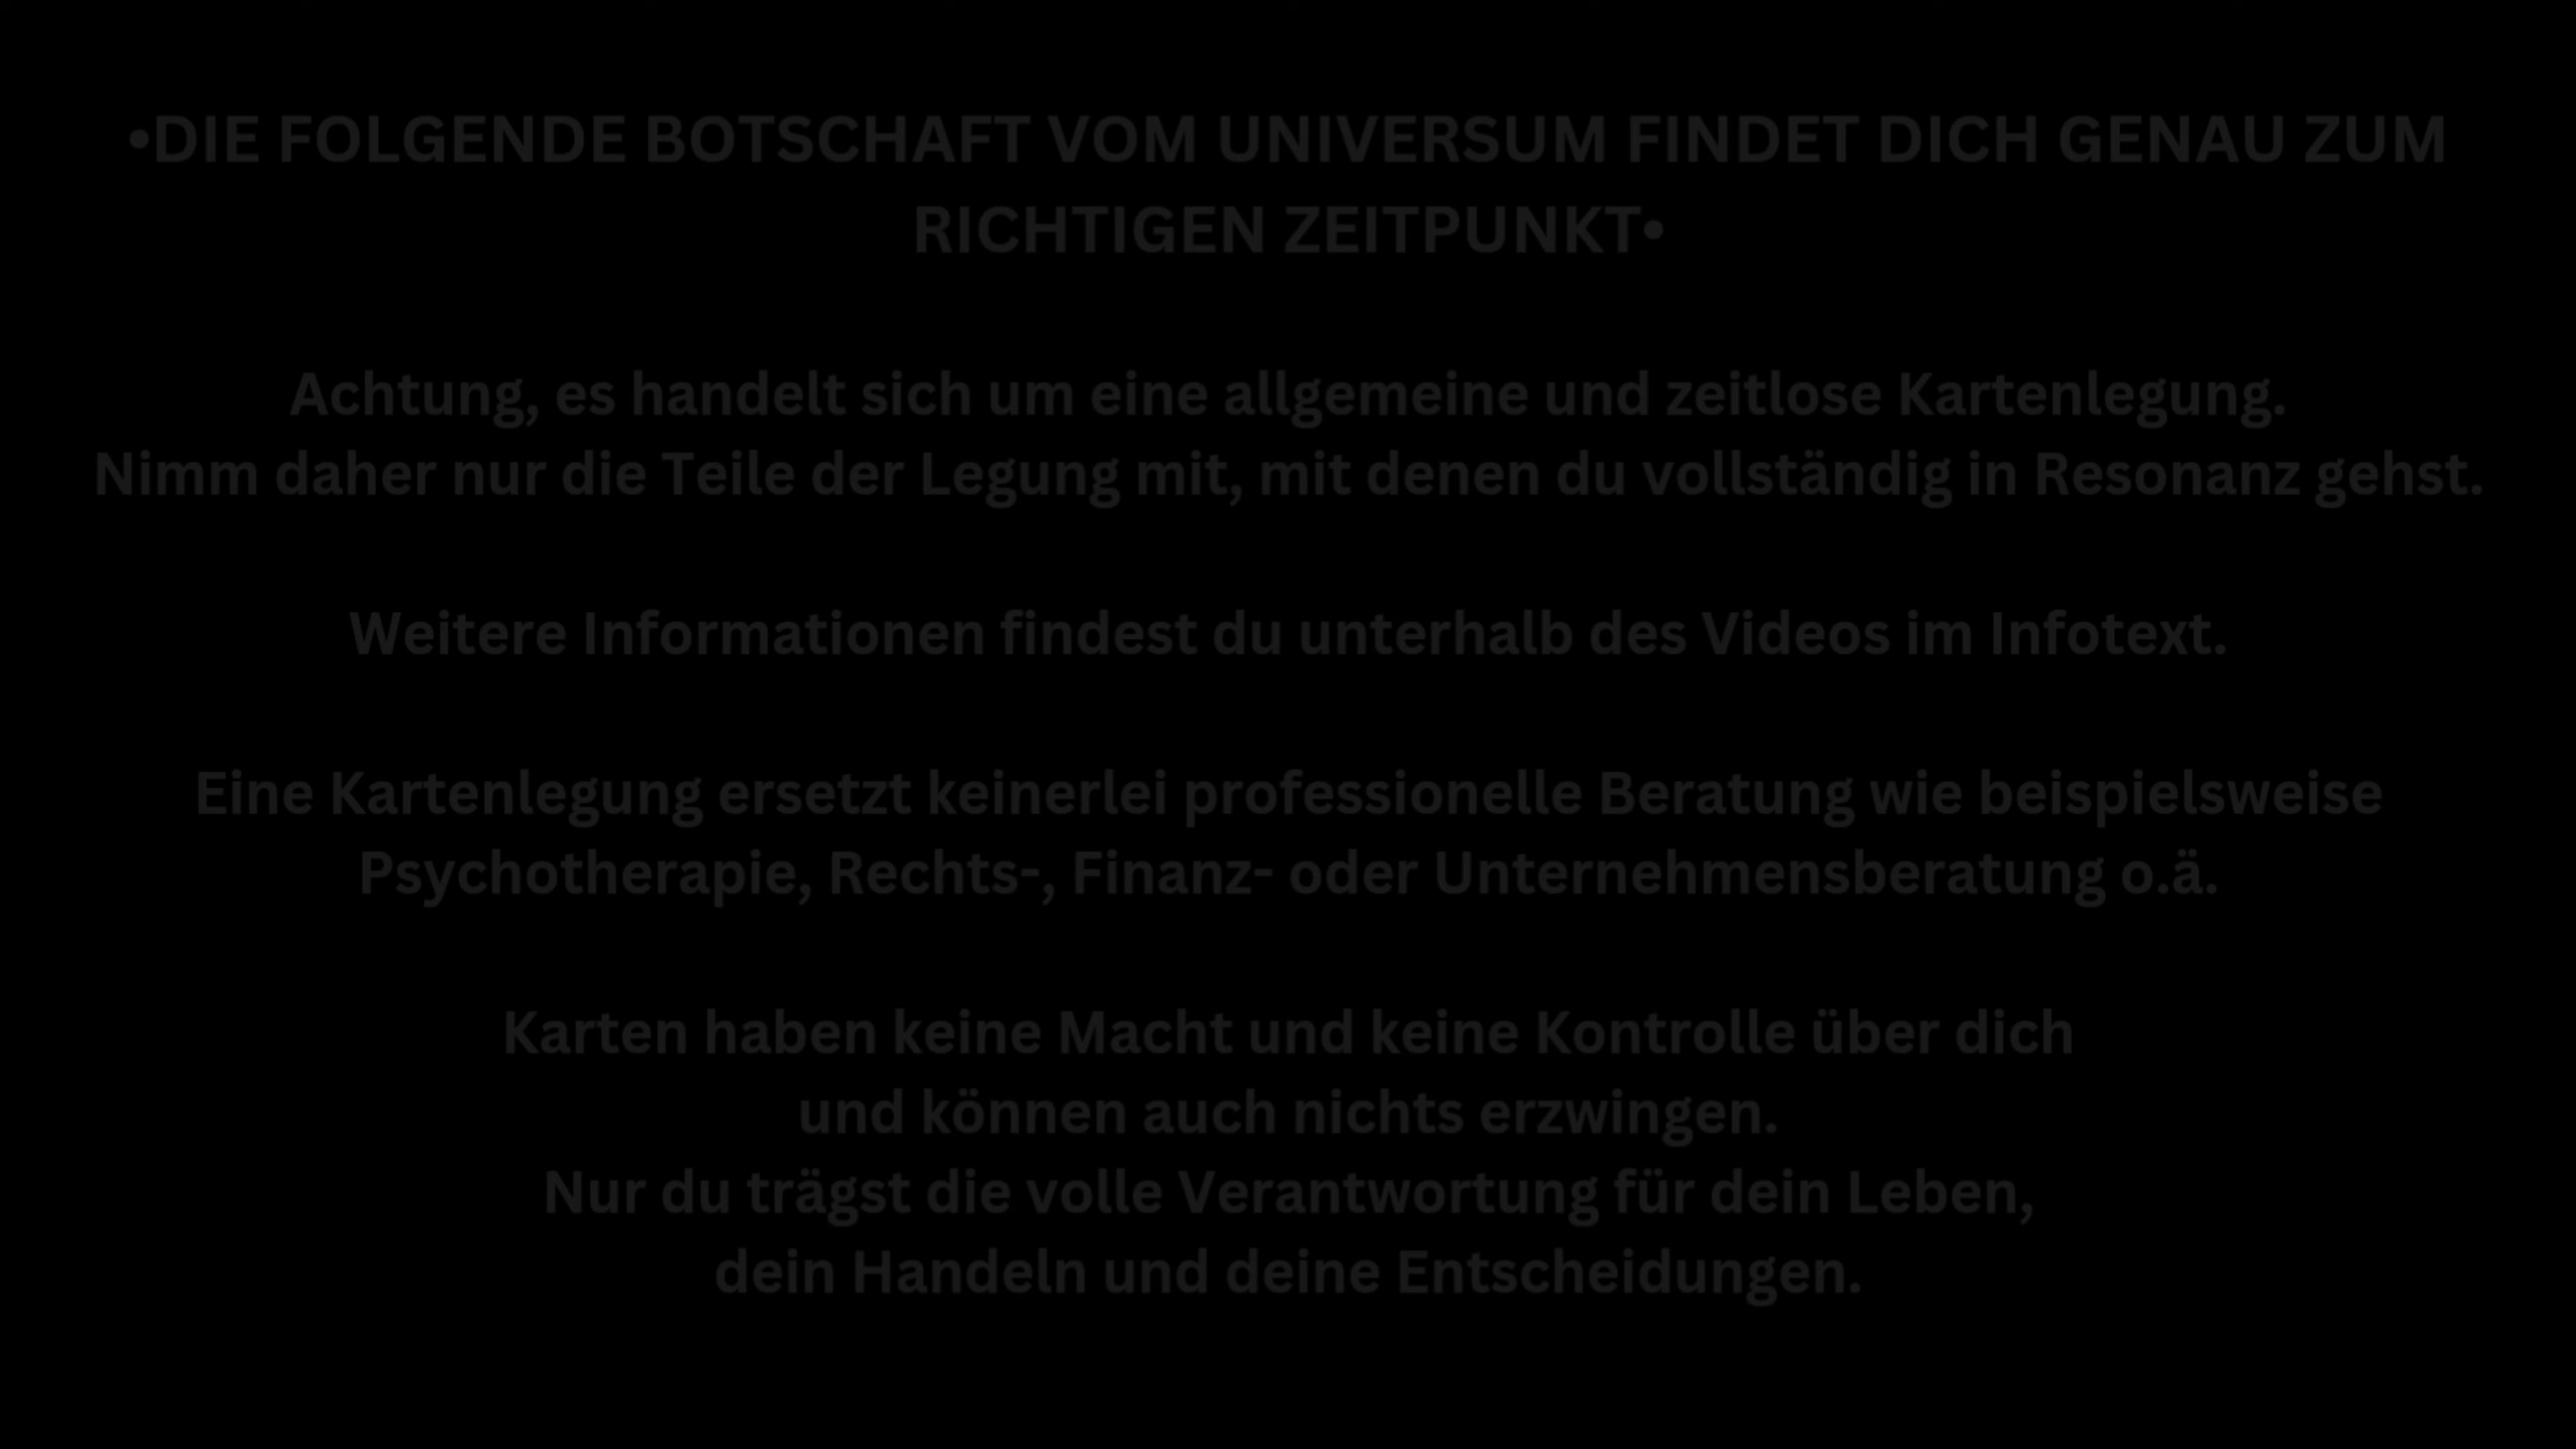 •DIE FOLGENDE BOTSCHAFT VOM UNIVERSUM FINDET DICH GENAU ZUM
RICHTIGEN ZEITPUNKT•
Achtung, es handelt sich um eine allgemeine und zeitlose Kartenlegung.
Nimm daher nur die Teile der Legung mit, mit denen du vollständig in Resonanz gehst.
Weitere Informationen findest du unterhalb des Videos im Infotext.
Eine Kartenlegung ersetzt keinerlei professionelle Beratung wie beispielsweise
Psychotherapie, Rechts-, Finanz- oder Unternehmensberatung o.ä.
Karten haben keine Macht und keine Kontrolle über dich
und können auch nichts erzwingen.
Nur du trägst die volle Verantwortung für dein Leben,
dein Handeln und deine Entscheidungen.